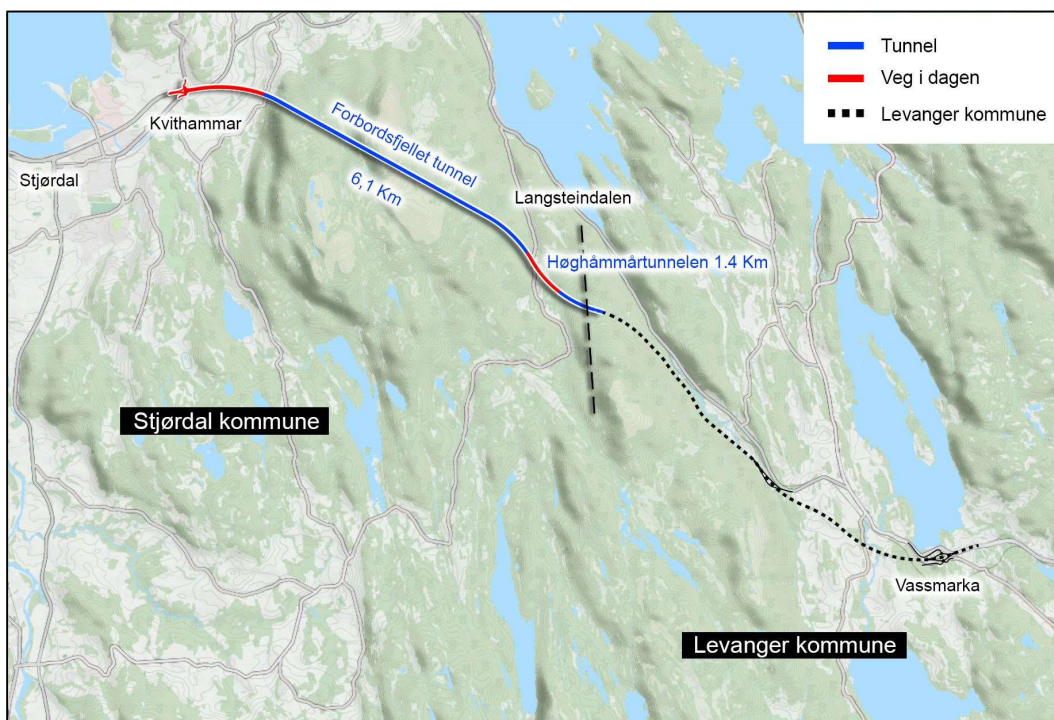 Tunnel
Veg i dagen
Levanger kommune
Kvithammar
Stjørdal
Forbordsfjellet tunnel
6,1 Km
Langsteindalen
Høghåmmårtunnelen 1.4 Km
Stjørdal kommune
Vassmarka
Levanger kommune